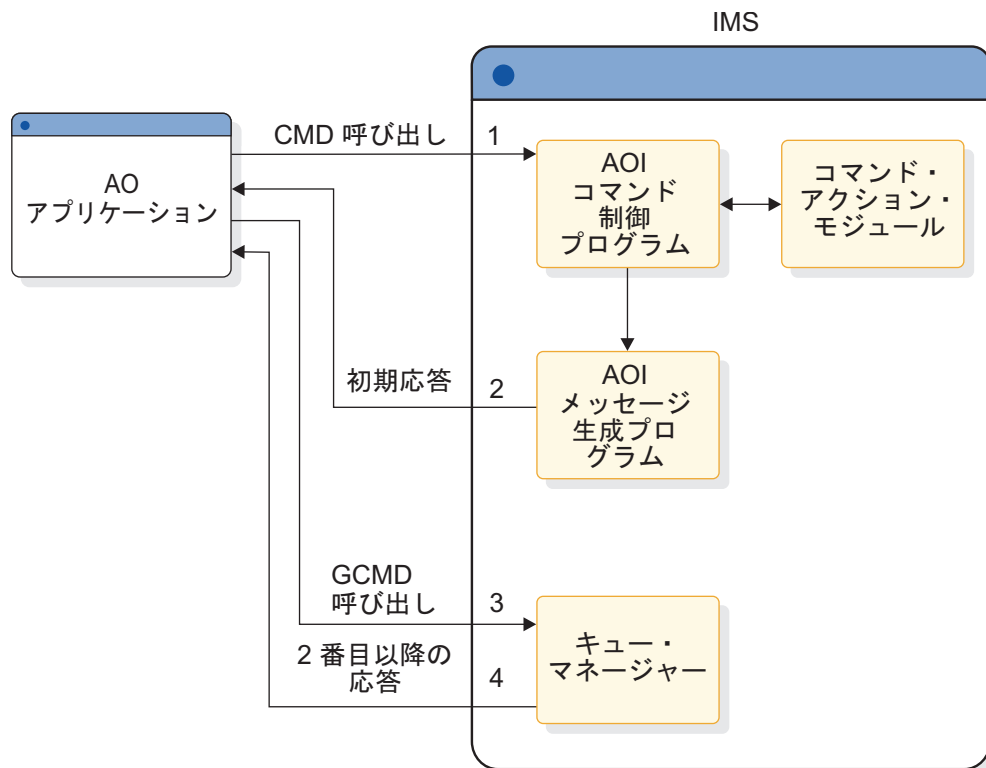 IMS
AO
アプリケーション
CMD 呼び出し
1
AOI
コマンド
制御
プログラム
コマンド・
アクション・
モジュール
初期応答
2
AOI
メッセージ
生成プロ
グラム
GCMD
呼び出し
3
2 番目以降の
応答
4
キュー・
マネージャー